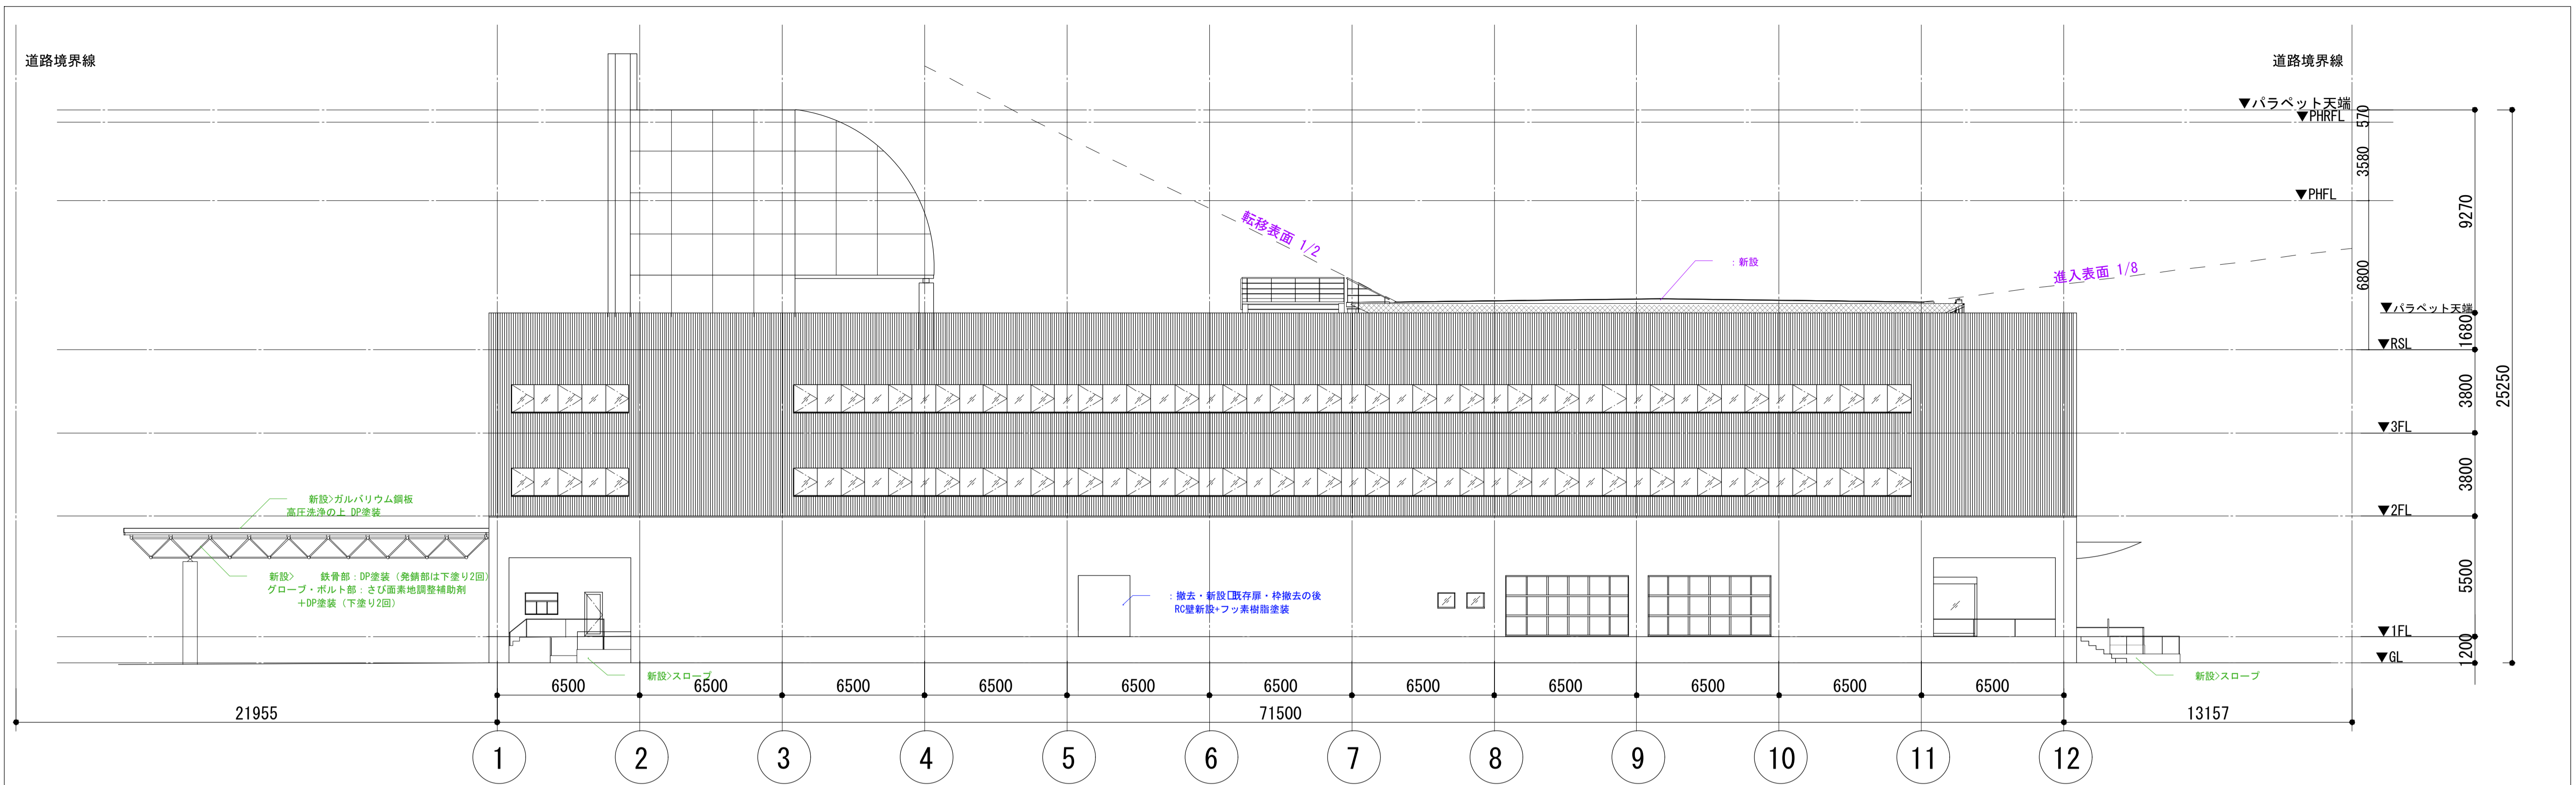 道路境界線
道路境界線
▼パラペット天端
▼PHRFL
▼PHFL
570
3580
6800
9270
転移表面 1/2
:新設
進入表面 1/8
▼パラペット天端
1680
▼RSL
3800
25250
▼3FL
3800
▼2FL
5500
▼1FL
1200
▼GL
新設>ガルバリウム鋼板
高圧洗浄の上 DP塗装
新設> 鉄骨部:DP塗装(発錆部は下塗り2回)
グローブ・ボルト部:さび面素地調整補助剤
+DP塗装(下塗り2回)
:撤去・新設 既存扉・枠撤去の後
RC壁新設+フッ素樹脂塗装
新設>スロープ
新設>スロープ
6500 6500 6500 6500 6500 6500 6500 6500 6500 6500 6500
21955 71500 13157
1 2 3 4 5 6 7 8 9 10 11 12